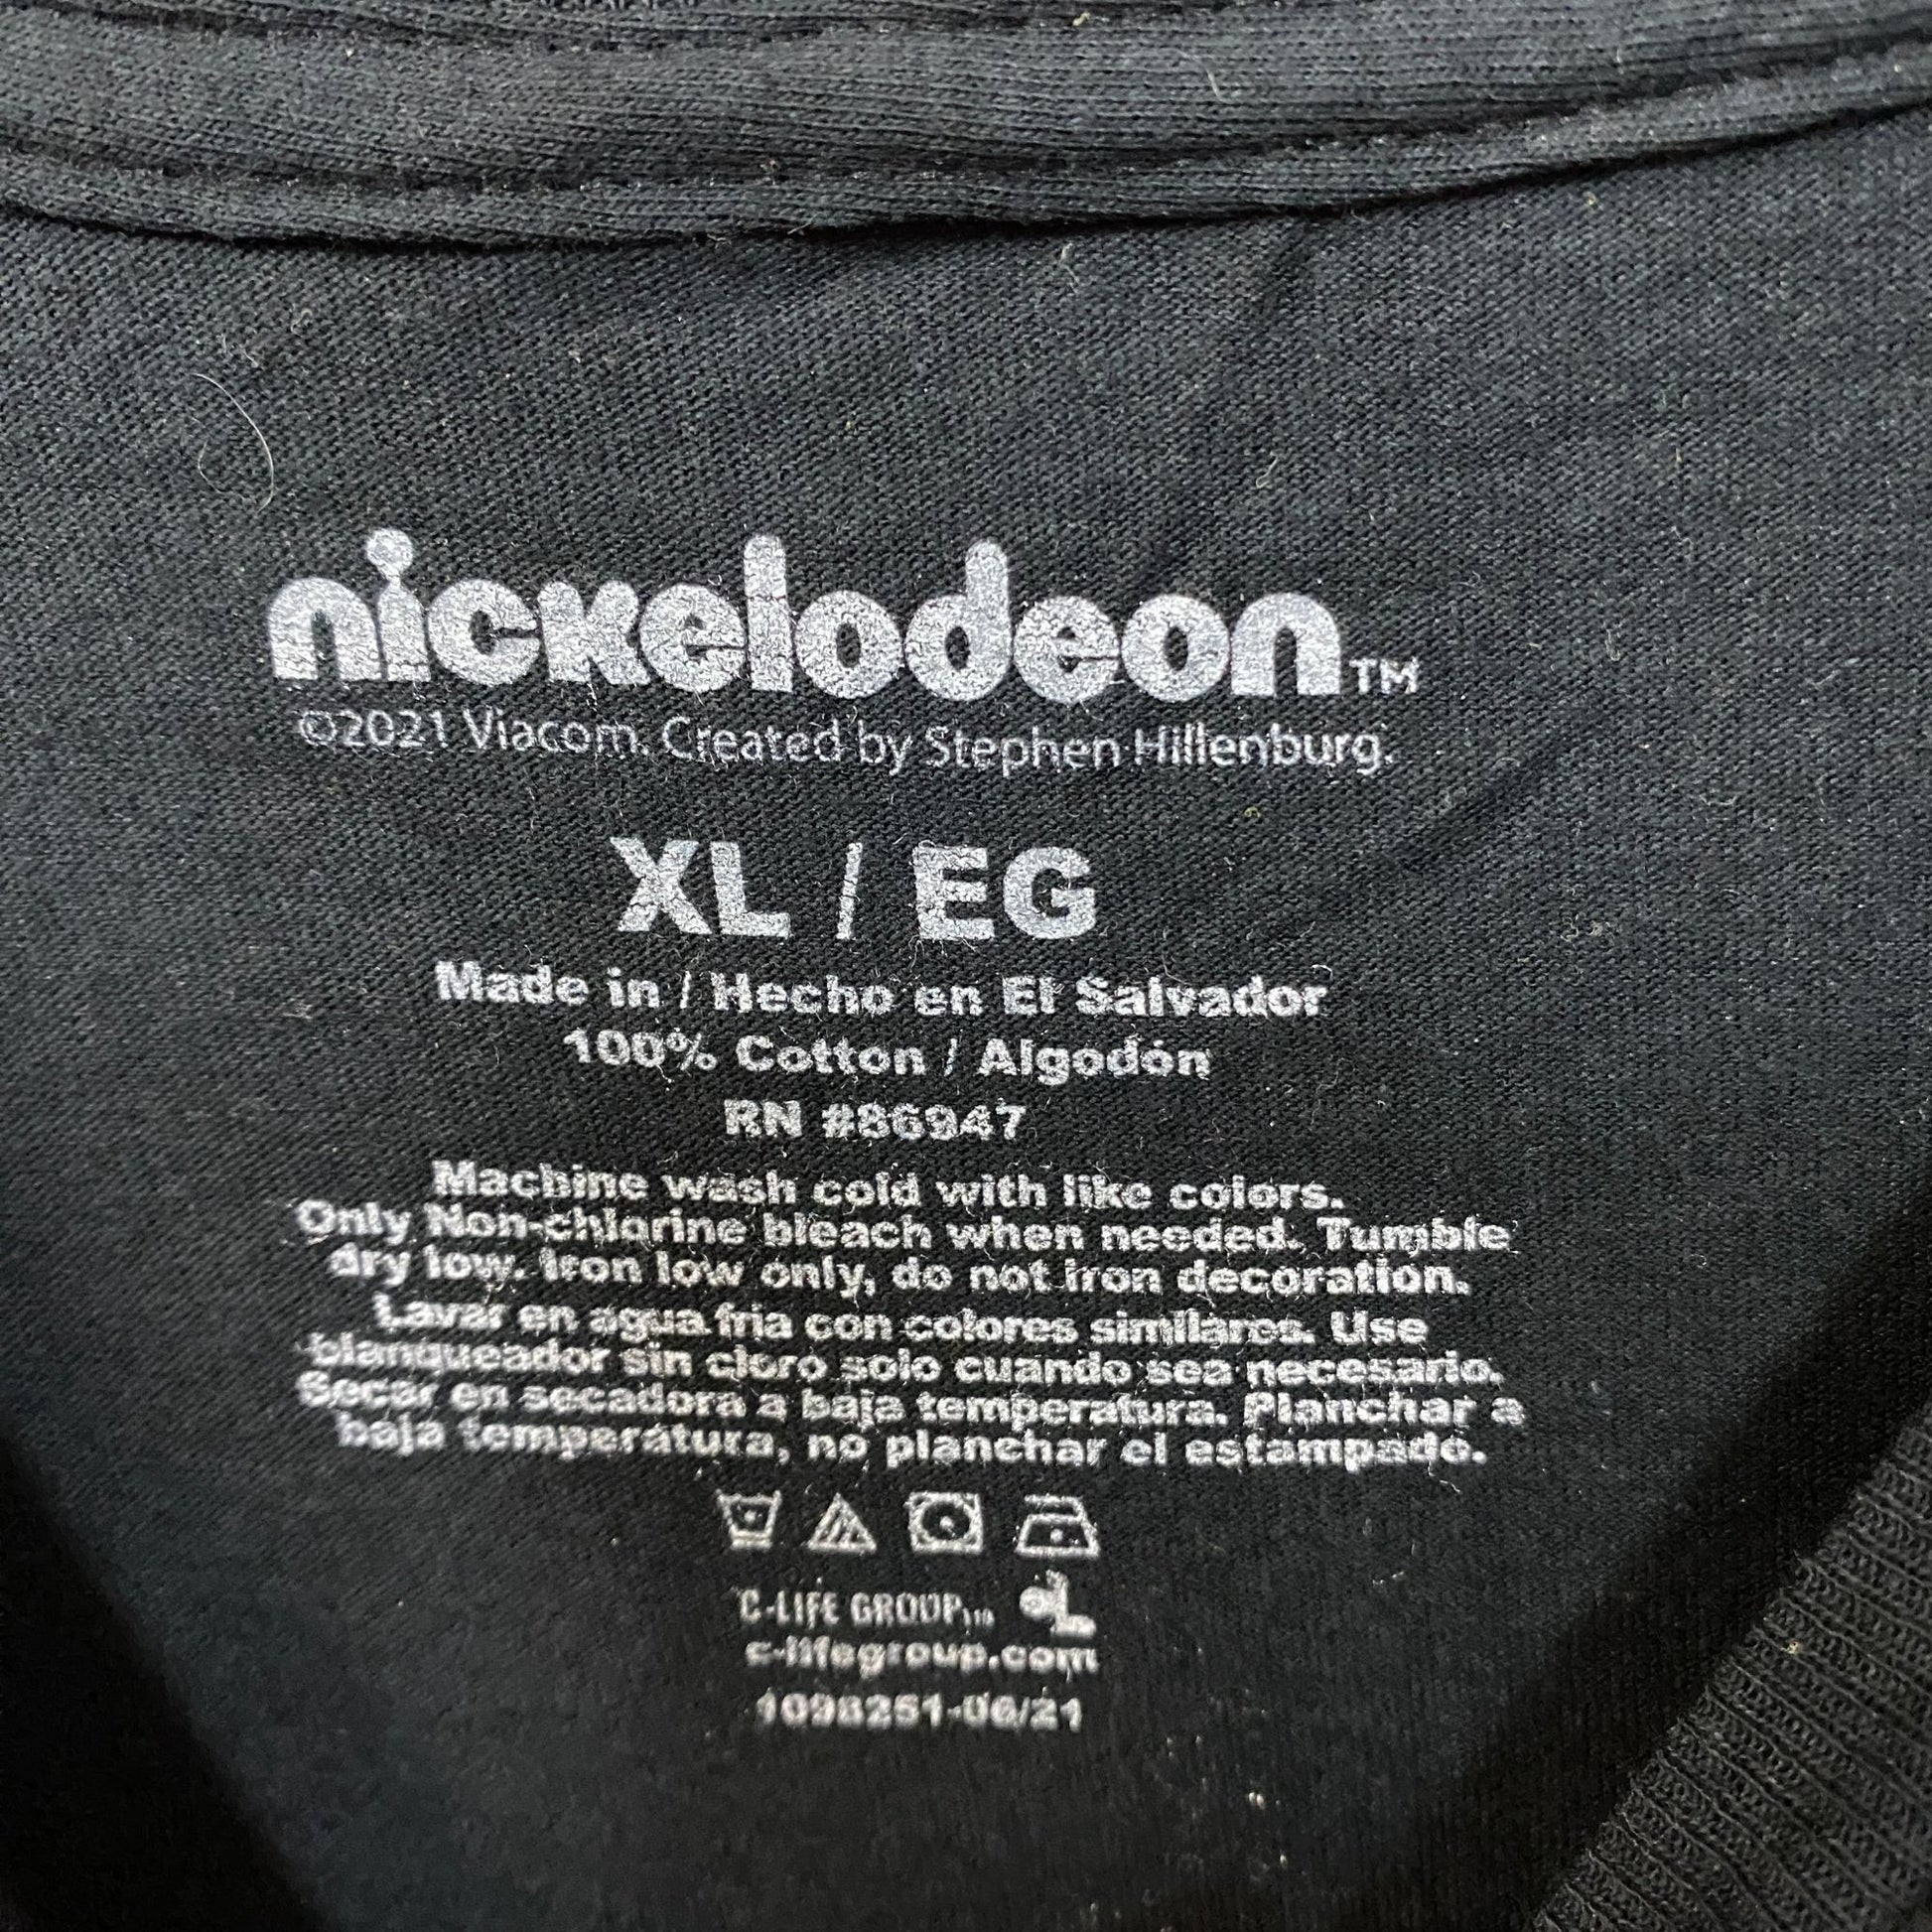 nickelodeon™
©2021 Viacom. Created by Stephen Hillenburg.
XL / EG
Made in / Hecho en El Salvador
100% Cotton / Algodón
RN #86947
Machine wash cold with like colors.
Only Non-chlorine bleach when needed. Tumble
dry low. Iron low only, do not iron decoration.
Lavar en agua fria con colores similares. Use
blanqueador sin cloro solo cuando sea necesario.
Secar en secadora a baja temperatura. Planchar a
baja temperatura, no planchar el estampado.
C-LIFE GROUP
c-lifegroup.com
1098251-06/21